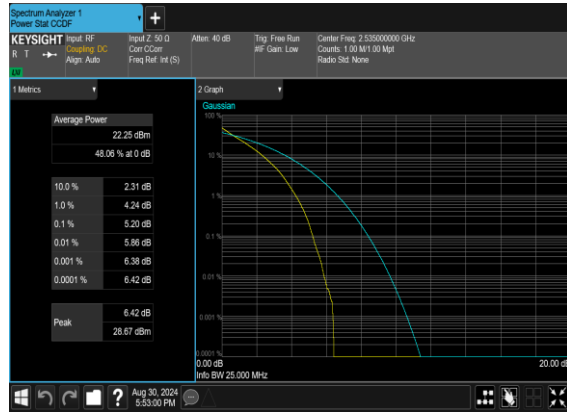 Spectrum Analyzer 1
Power Stat CCDF
KEYSIGHT
R T
Input: RF
Coupling: DC
Align: Auto
Input Z: 50 Ω
Corr CCorr
Freq Ref: Int (S)
Atten: 40 dB
Trig: Free Run
#IF Gain: Low
Center Freq: 2.535000000 GHz
Counts: 1.00 M/1.00 Mpt
Radio Std: None
1 Metrics
Average Power
22.25 dBm
48.06 % at 0 dB
10.0 % 2.31 dB
1.0 % 4.24 dB
0.1 % 5.20 dB
0.01 % 5.86 dB
0.001 % 6.38 dB
0.0001 % 6.42 dB
Peak
6.42 dB
28.67 dBm
2 Graph
Gaussian
100 %
10 %
1 %
0.1 %
0.01 %
0.001 %
0.0001 %
0.00 dB
20.00 dB
Info BW 25.000 MHz
?
Aug 30, 2024
5:53:00 PM